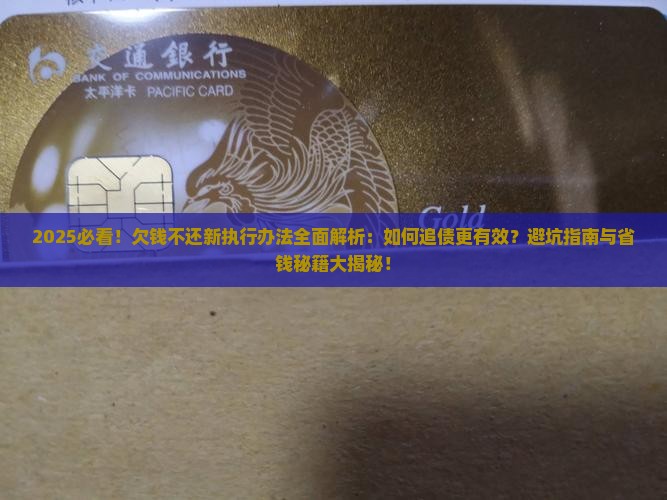 交通銀行
BANK OF COMMUNICATIONS
太平洋卡 PACIFIC CARD
Gold
2025必看！欠钱不还新执行办法全面解析：如何追债更有效？避坑指南与省
钱秘籍大揭秘！